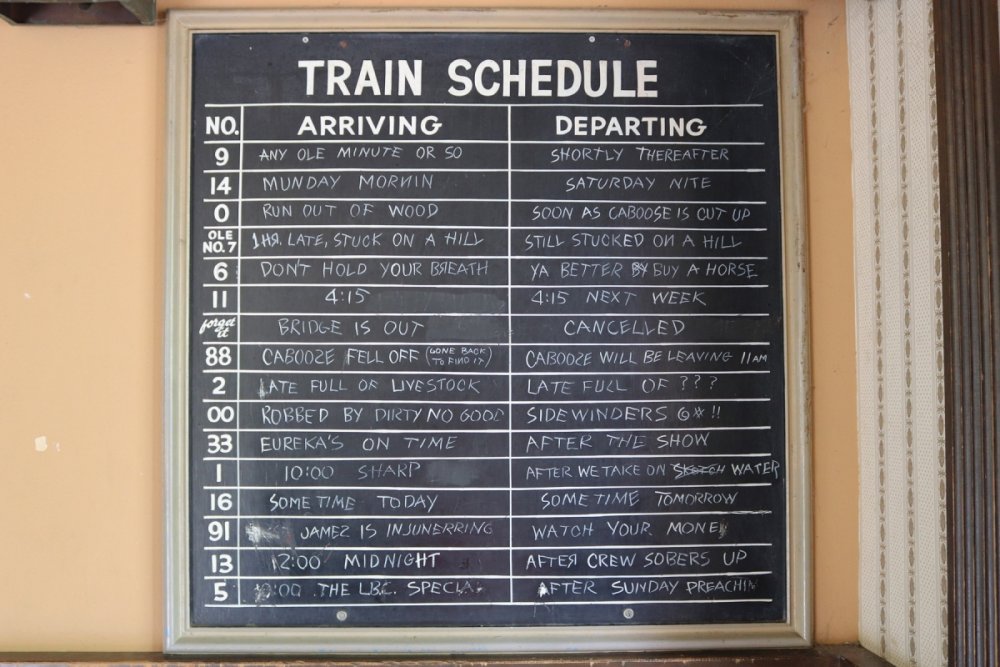 TRAIN SCHEDULE
NO. ARRIVING DEPARTING
9 ANY OLE MINUTE OR SO SHORTLY THEREAFTER
14 MUNDAY MORNIN SATURDAY NITE
0 RUN OUT OF WOOD SOON AS CABOOSE IS CUT UP
OLE NO. 7 1 HR. LATE, STUCK ON A HILL STILL STUCKED ON A HILL
6 DON'T HOLD YOUR BREATH YA BETTER BUY A HORSE
11 4:15 4:15 NEXT WEEK
forget it BRIDGE IS OUT CANCELLED
88 CABOOZE FELL OFF (GONE BACK TO FIND IT) CABOOZE WILL BE LEAVING 11AM
2 LATE FULL OF LIVESTOCK LATE FULL OF ???
00 ROBBED BY DIRTY NO GOOD SIDEWINDERS @*!!
33 EUREKA'S ON TIME AFTER THE SHOW
1 10:00 SHARP AFTER WE TAKE ON WATER
16 SOMETIME TODAY SOMETIME TOMORROW
91 JAMEZ IS INJUNERRING WATCH YOUR MONEY
13 12:00 MIDNIGHT AFTER CREW SOBERS UP
5 THE L.B.C. SPECIAL AFTER SUNDAY PREACHIN